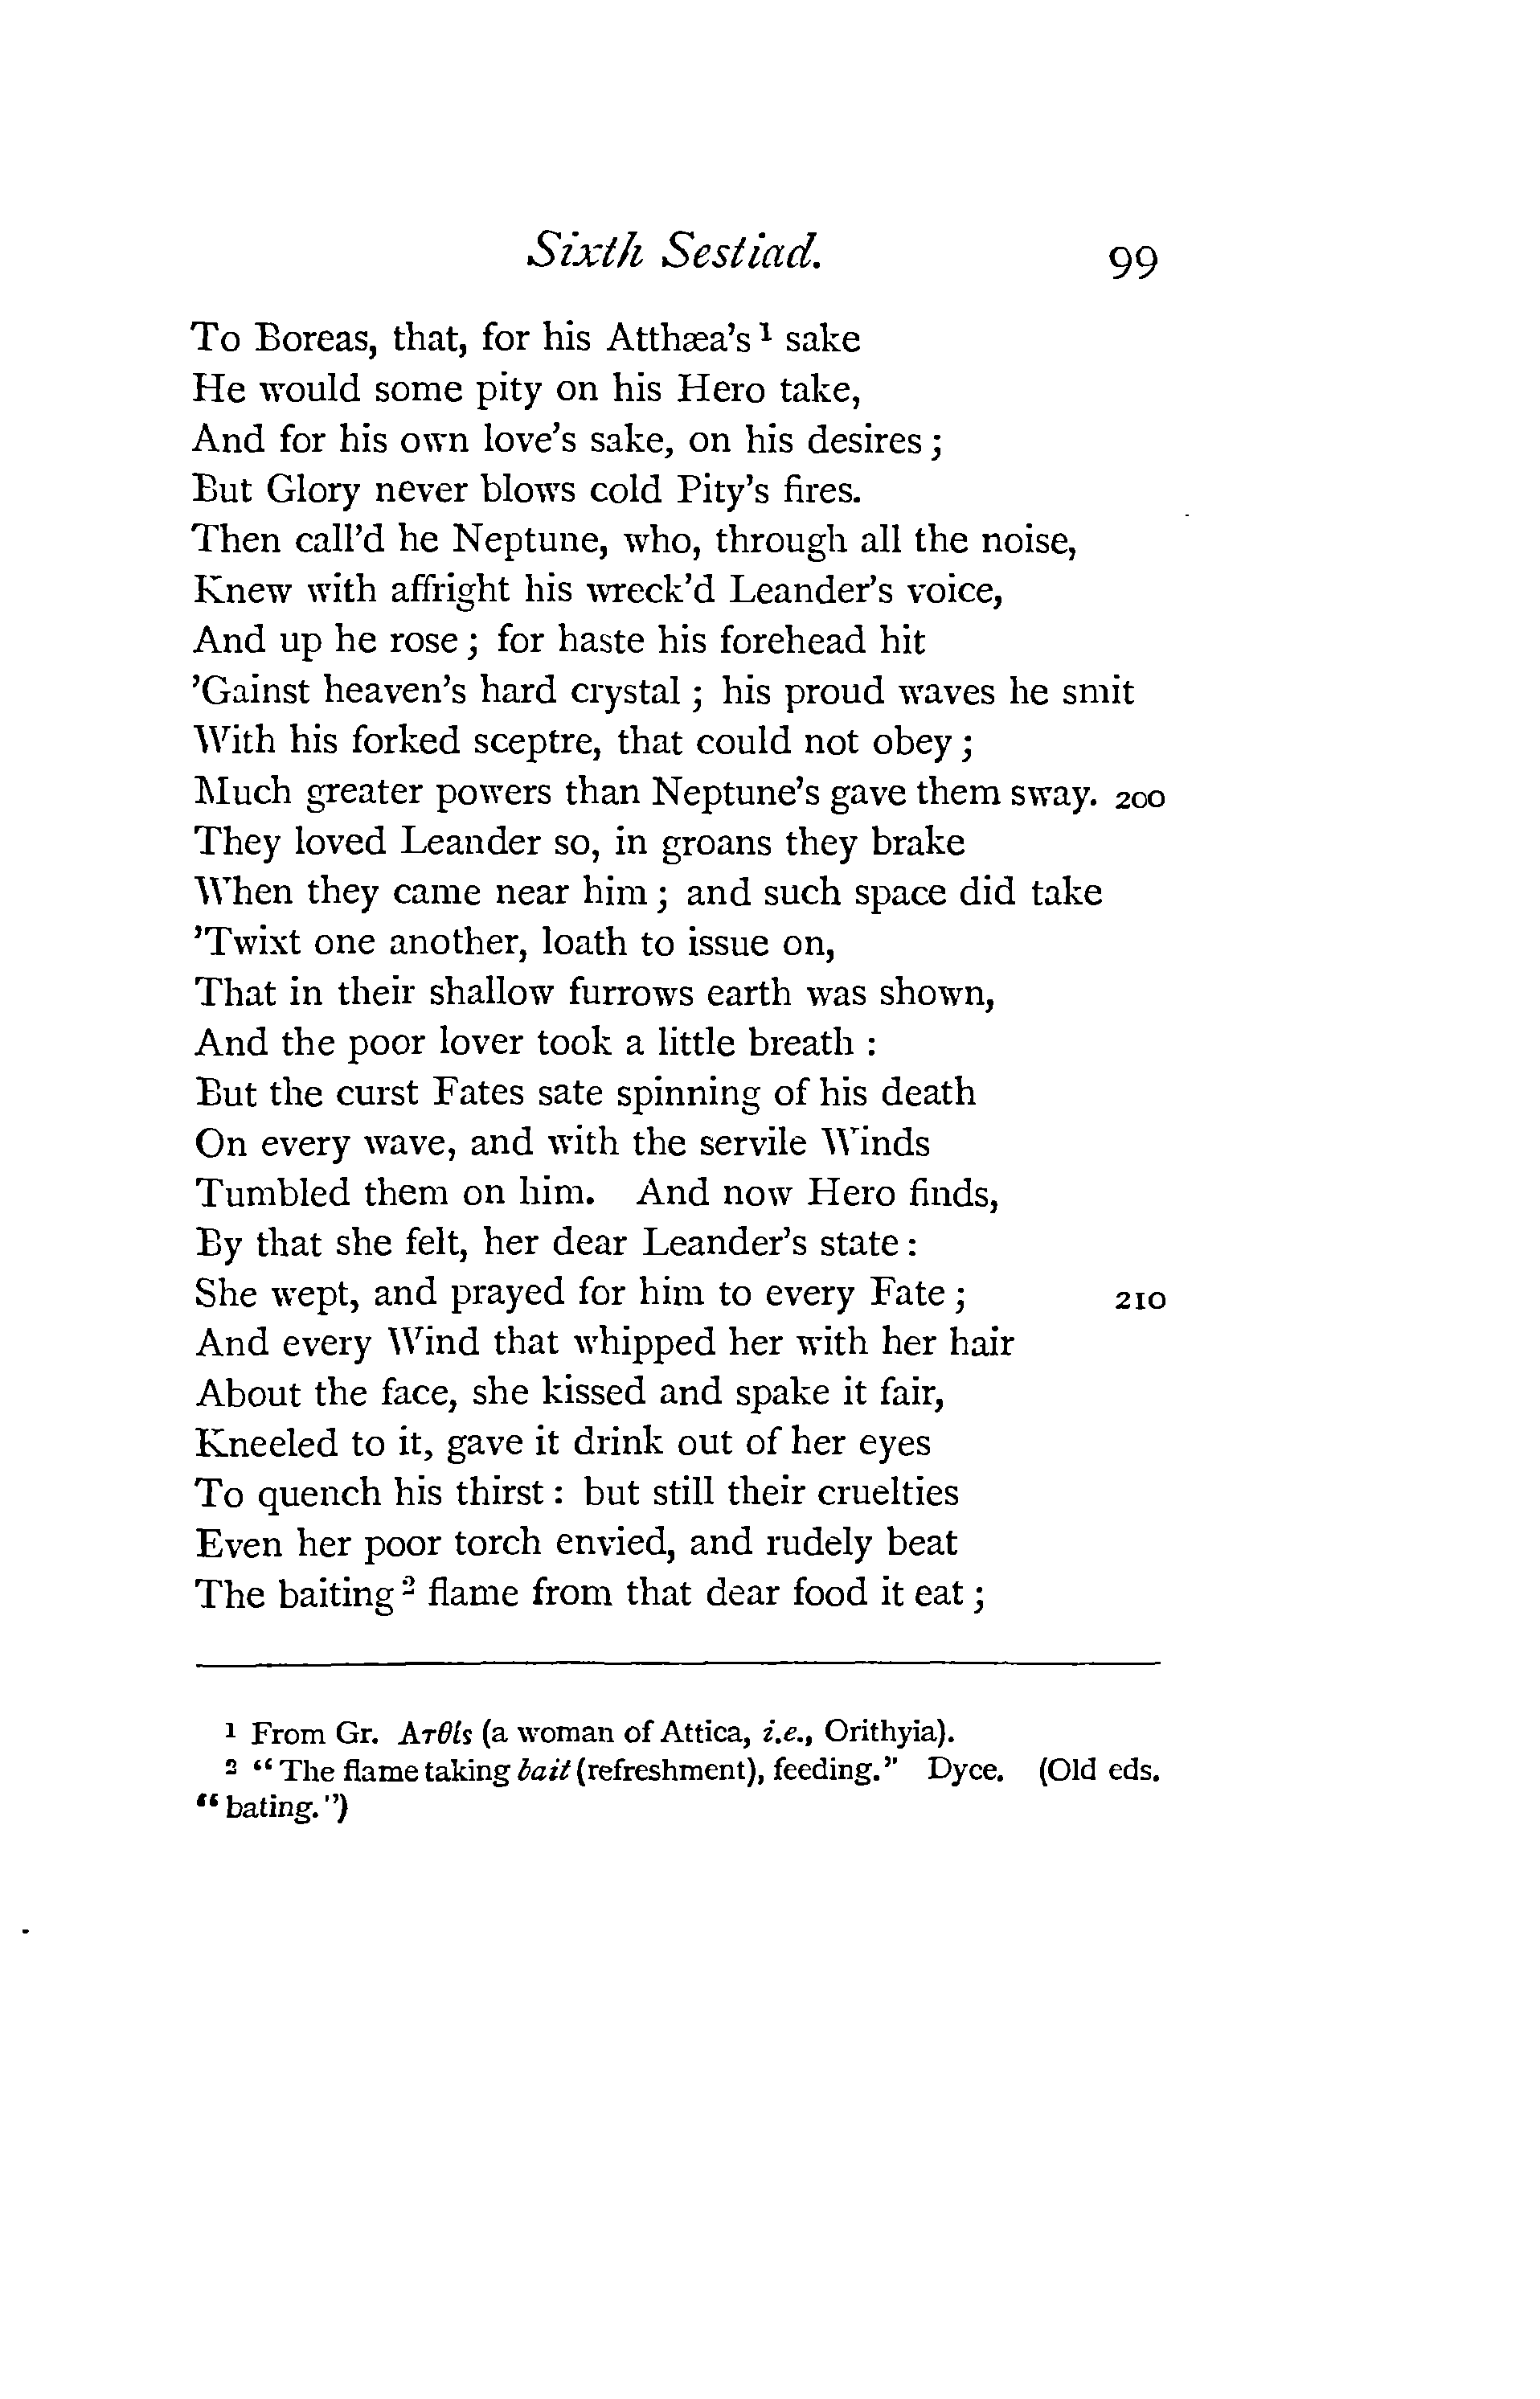 Sixth Sestiad. 99
To Boreas, that, for his Atthæa's¹ sake
He would some pity on his Hero take,
And for his own love's sake, on his desires;
But Glory never blows cold Pity's fires.
Then call'd he Neptune, who, through all the noise,
Knew with affright his wreck'd Leander's voice,
And up he rose; for haste his forehead hit
'Gainst heaven's hard crystal; his proud waves he smit
With his forked sceptre, that could not obey;
Much greater powers than Neptune's gave them sway. 200
They loved Leander so, in groans they brake
When they came near him; and such space did take
'Twixt one another, loath to issue on,
That in their shallow furrows earth was shown,
And the poor lover took a little breath:
But the curst Fates sate spinning of his death
On every wave, and with the servile Winds
Tumbled them on him. And now Hero finds,
By that she felt, her dear Leander's state:
She wept, and prayed for him to every Fate; 210
And every Wind that whipped her with her hair
About the face, she kissed and spake it fair,
Kneeled to it, gave it drink out of her eyes
To quench his thirst: but still their cruelties
Even her poor torch envied, and rudely beat
The baiting² flame from that dear food it eat;
¹ From Gr. Ατθίς (a woman of Attica, i.e., Orithyia).
² "The flame taking bait (refreshment), feeding." Dyce. (Old eds.
"bating.")